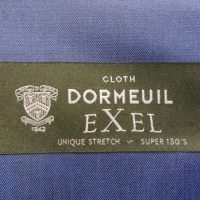 CLOTH
DORMEUIL
EXEL
1842
UNIQUE STRETCH ~ SUPER 130'S